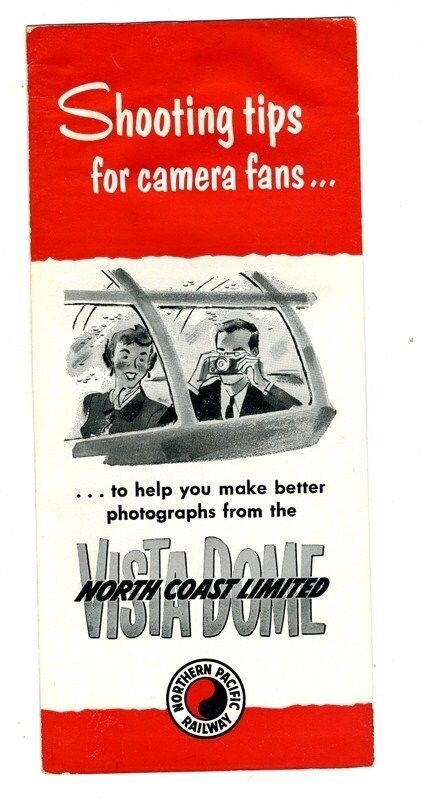 Shooting tips
for camera fans...
...to help you make better
photographs from the
VISTA DOME
NORTH COAST LIMITED
NORTHERN PACIFIC
RAILWAY